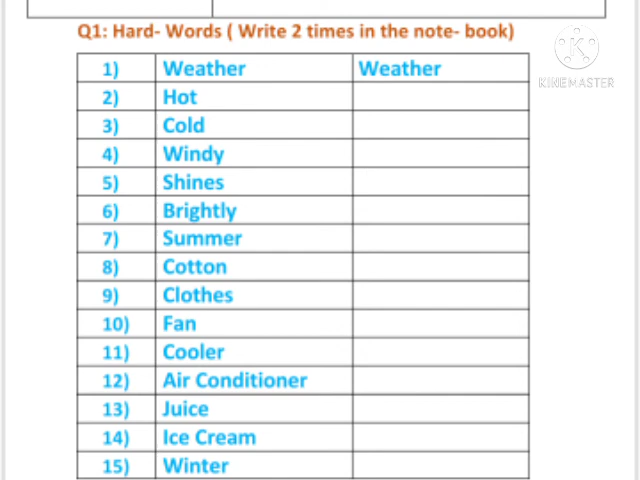 Q1: Hard- Words ( Write 2 times in the note- book)
KINEMASTER
1) Weather Weather
2) Hot
3) Cold
4) Windy
5) Shines
6) Brightly
7) Summer
8) Cotton
9) Clothes
10) Fan
11) Cooler
12) Air Conditioner
13) Juice
14) Ice Cream
15) Winter